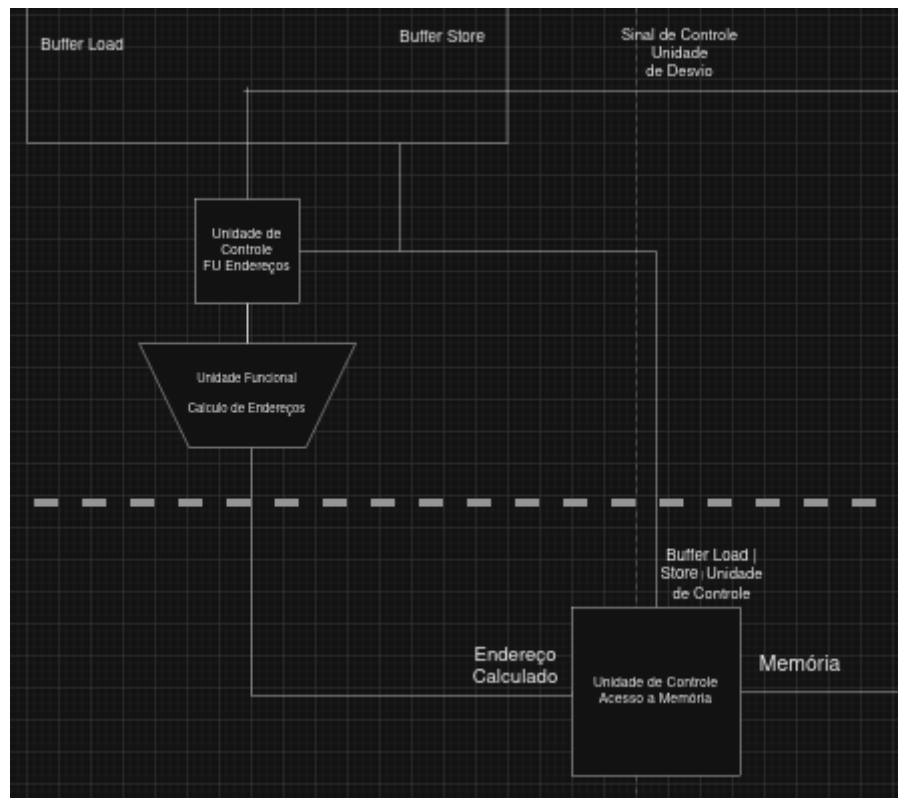 Buffer Load
Buffer Store
Sinal de Controle
Unidade
de Desvio
Unidade de
Controle
FU Endereços
Unidade Funcional
Calculo de Endereços
Buffer Load |
Store | Unidade
de Controle
Endereço
Calculado
Unidade de Controle
Acesso a Memória
Memória